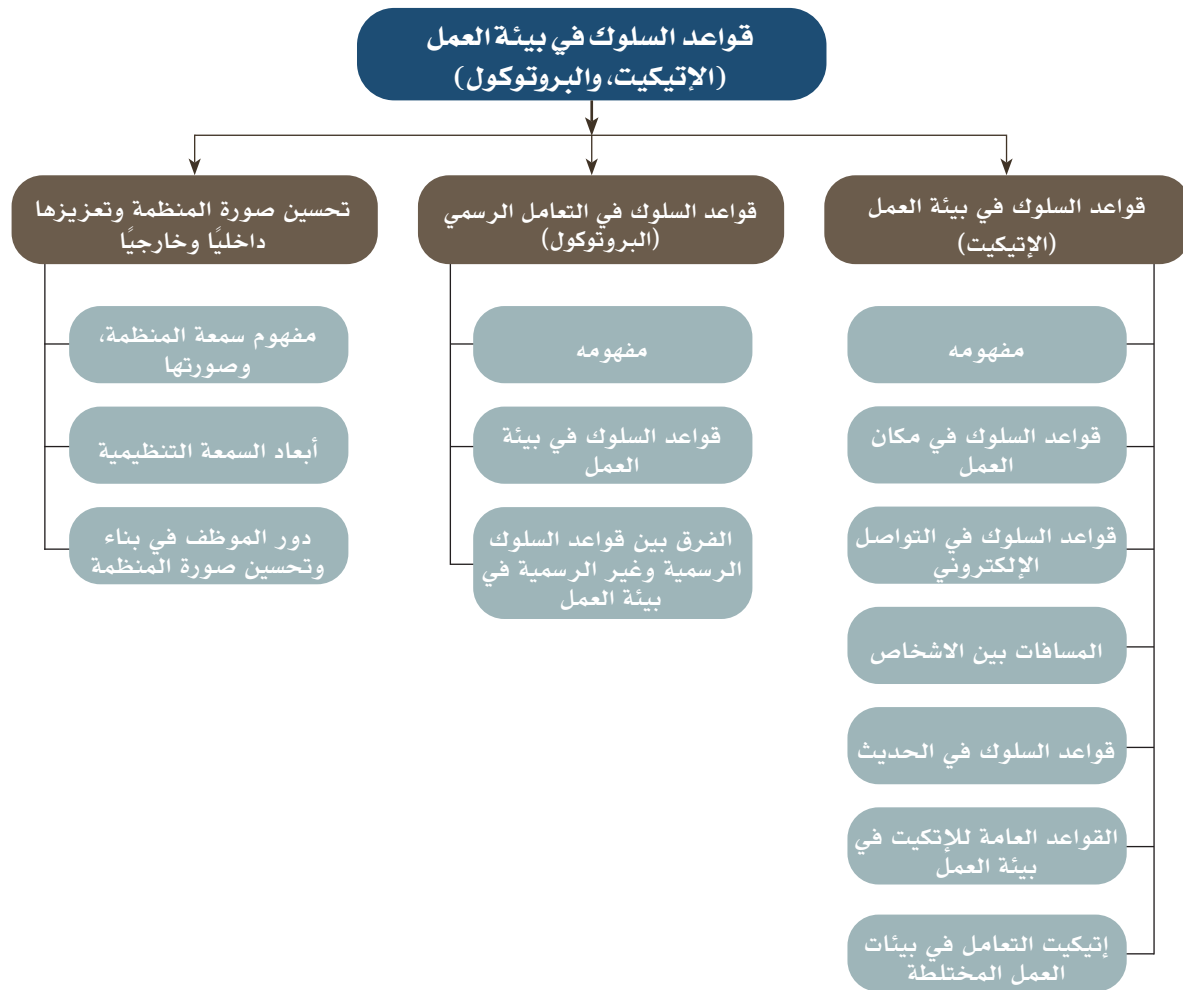 قواعد السلوك في بيئة العمل
(الإتيكيت، والبروتوكول)
قواعد السلوك في بيئة العمل
(الإتيكيت)
مفهومه
قواعد السلوك في مكان
العمل
قواعد السلوك في التواصل
الإلكتروني
المسافات بين الاشخاص
قواعد السلوك في الحديث
القواعد العامة للإتكيت في
بيئة العمل
إتيكيت التعامل في بيئات
العمل المختلطة
قواعد السلوك في التعامل الرسمي
(البروتوكول)
مفهومه
قواعد السلوك في بيئة
العمل
الفرق بين قواعد السلوك
الرسمية وغير الرسمية في
بيئة العمل
تحسين صورة المنظمة وتعزيزها
داخليًا وخارجيًا
مفهوم سمعة المنظمة،
وصورتها
أبعاد السمعة التنظيمية
دور الموظف في بناء
وتحسين صورة المنظمة